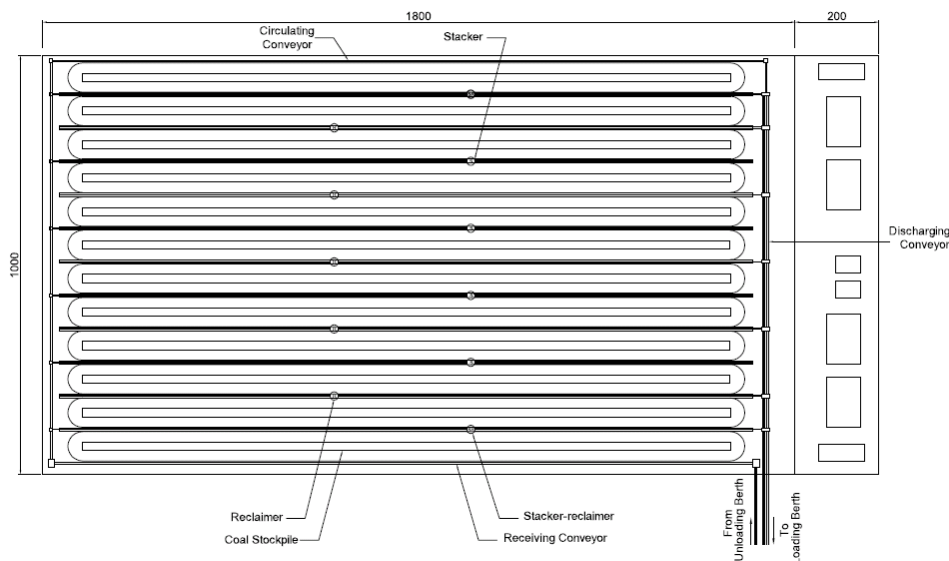 1800
200
Circulating
Conveyor
Stacker
1000
Discharging
Conveyor
Reclaimer
Coal Stockpile
Stacker-reclaimer
Receiving Conveyor
From
Unloading Berth
To
Loading Berth